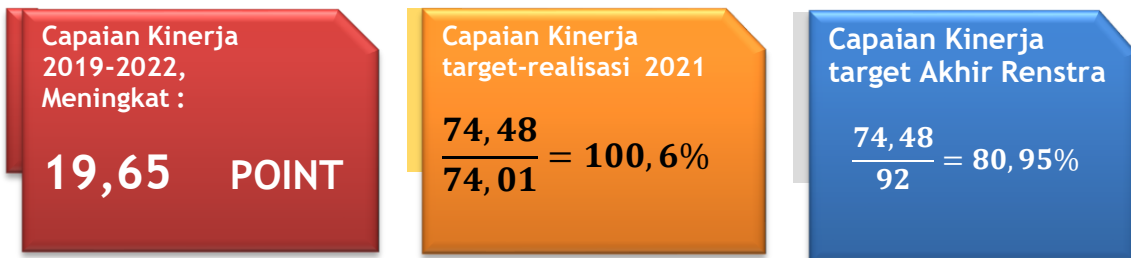 Capaian Kinerja
2019-2022,
Meningkat :
19,65 POINT
Capaian Kinerja
target-realisasi 2021
74,48
74,01
= 100,6%
Capaian Kinerja
target Akhir Renstra
74,48
92
= 80,95%